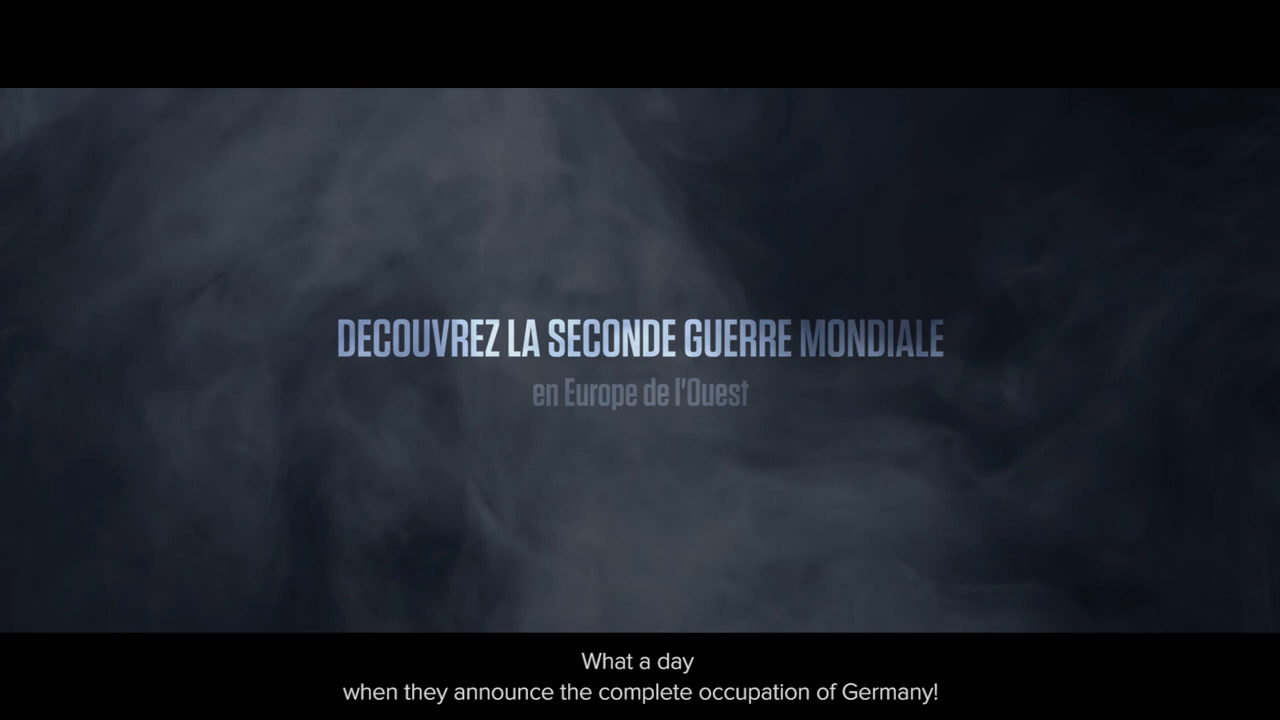 DECOUVREZ LA SECONDE GUERRE MONDIALE
en Europe de l'Ouest
What a day
when they announce the complete occupation of Germany!